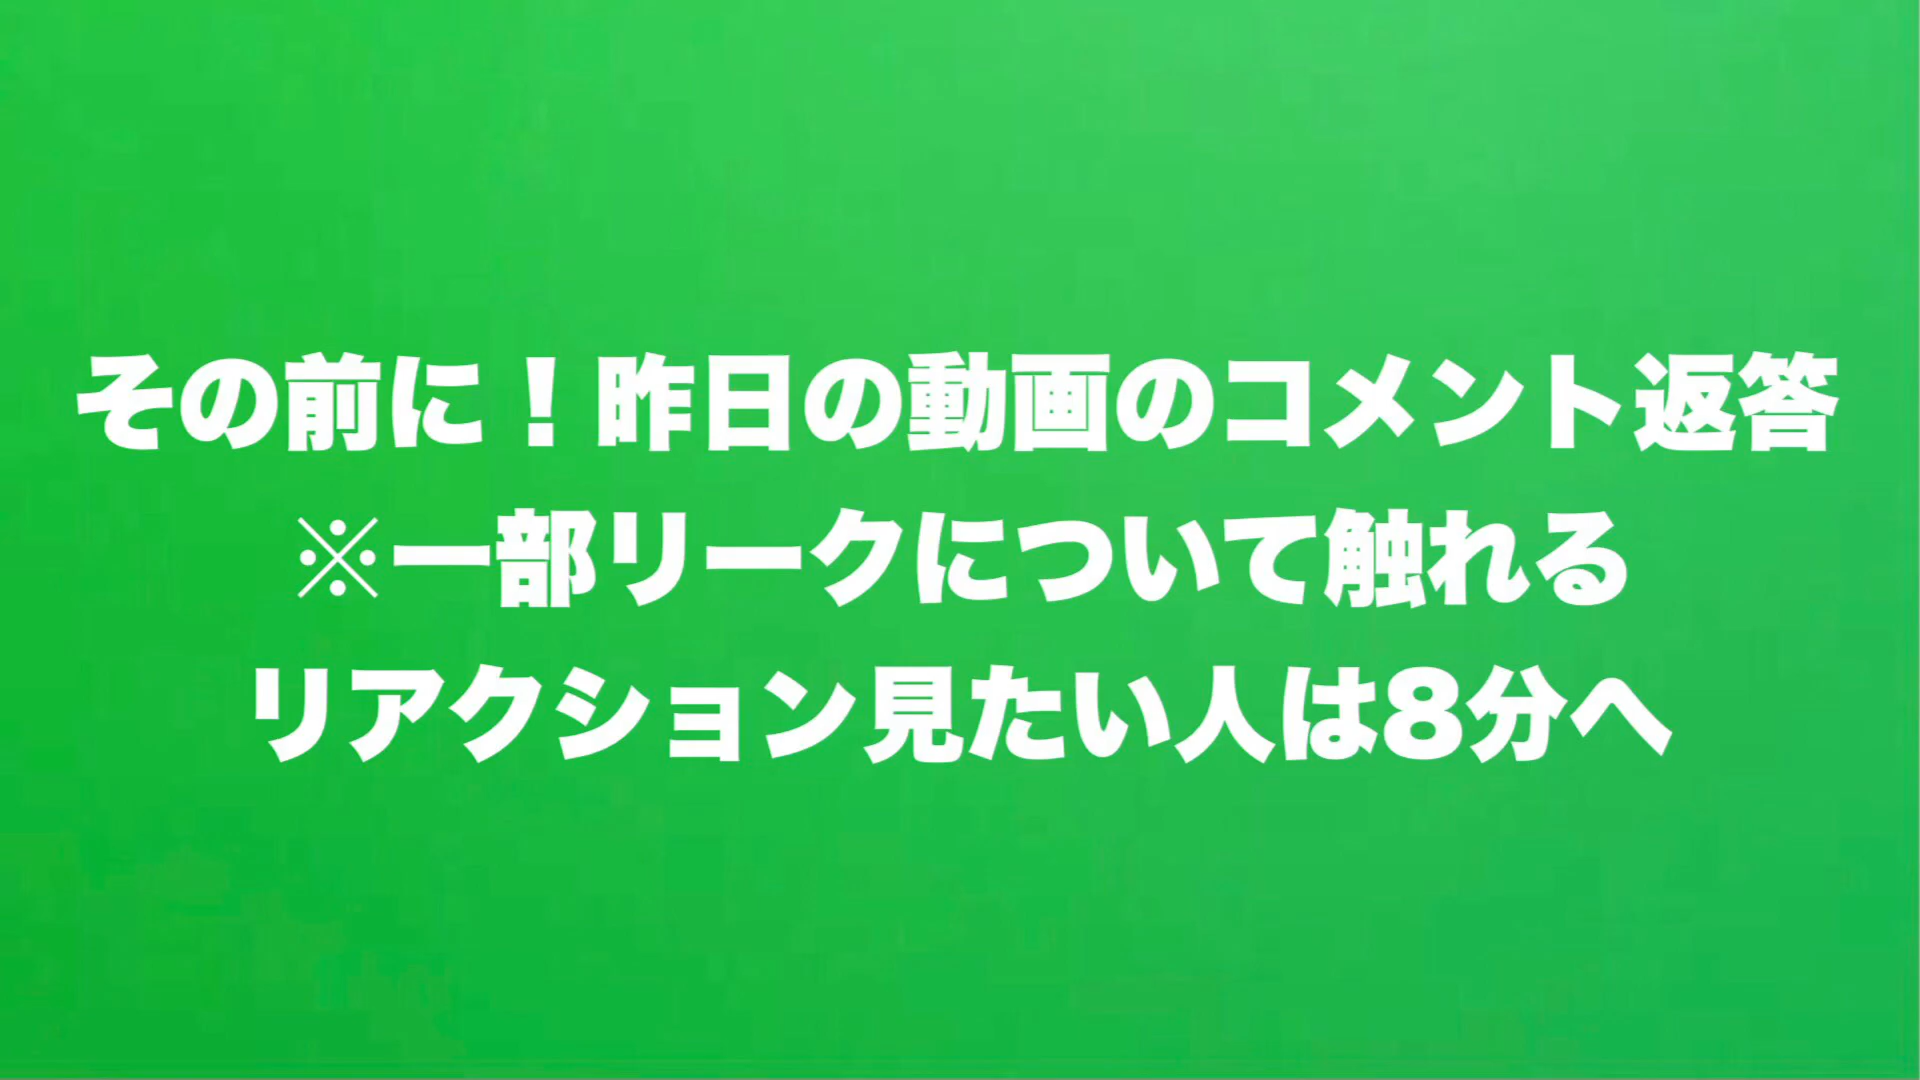 その前に！昨日の動画のコメント返答
※一部リークについて触れる
リアクション見たい人は8分へ